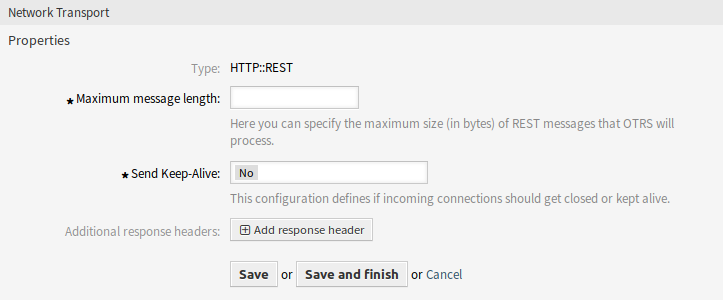 Network Transport
Properties
Type: HTTP::REST
★ Maximum message length:
Here you can specify the maximum size (in bytes) of REST messages that OTRS will
process.
★ Send Keep-Alive: No
This configuration defines if incoming connections should get closed or kept alive.
Additional response headers: Add response header
Save or Save and finish or Cancel